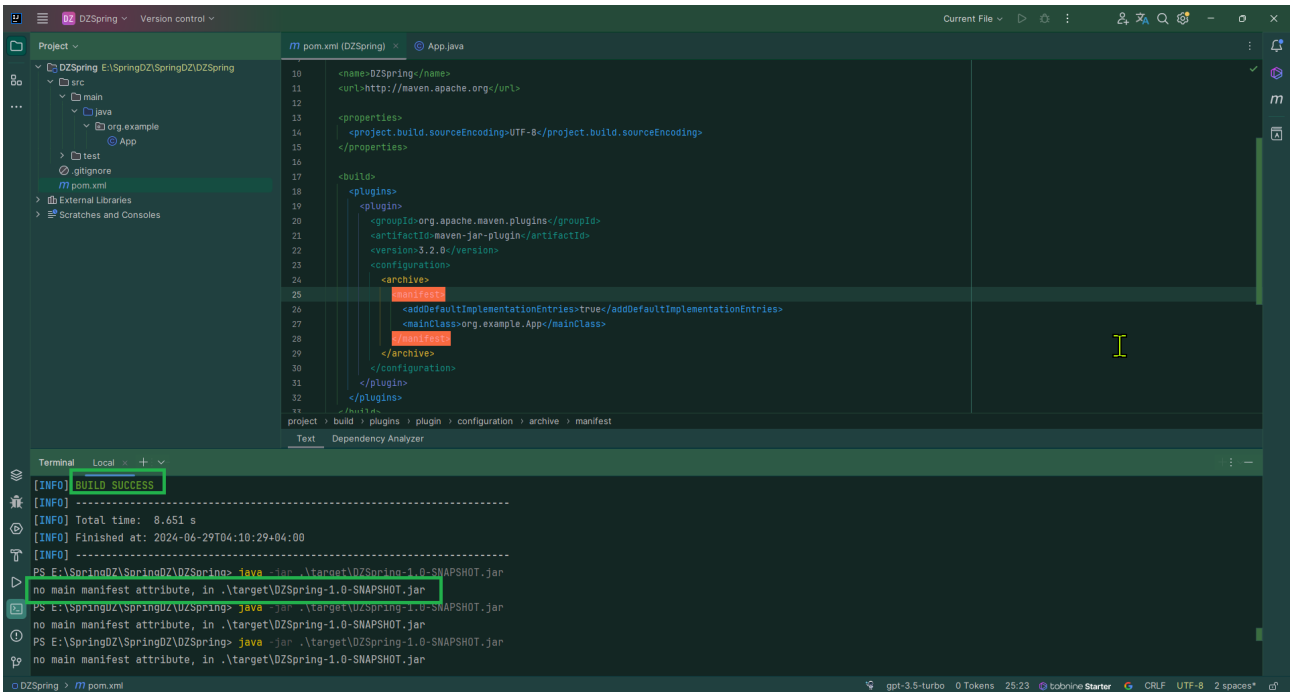 DZ DZSpring Version control Current File
Project
pom.xml (DZSpring) App.java
DZSpring E:\SpringDZ\SpringDZ\DZSpring
src
main
java
org.example
App
test
.gitignore
pom.xml
External Libraries
Scratches and Consoles
10 <name>DZSpring</name>
11 <url>http://maven.apache.org</url>
12
13 <properties>
14 <project.build.sourceEncoding>UTF-8</project.build.sourceEncoding>
15 </properties>
16
17 <build>
18 <plugins>
19 <plugin>
20 <groupId>org.apache.maven.plugins</groupId>
21 <artifactId>maven-jar-plugin</artifactId>
22 <version>3.2.0</version>
23 <configuration>
24 <archive>
25 <manifest>
26 <addDefaultImplementationEntries>true</addDefaultImplementationEntries>
27 <mainClass>org.example.App</mainClass>
28 </manifest>
29 </archive>
30 </configuration>
31 </plugin>
32 </plugins>
33 </build>
project > build > plugins > plugin > configuration > archive > manifest
Text Dependency Analyzer
Terminal Local
[INFO] BUILD SUCCESS
[INFO] ------------------------------------------------------------------------
[INFO] Total time: 8.651 s
[INFO] Finished at: 2024-06-29T04:10:29+04:00
[INFO] ------------------------------------------------------------------------
PS E:\SpringDZ\SpringDZ\DZSpring> java -jar .\target\DZSpring-1.0-SNAPSHOT.jar
no main manifest attribute, in .\target\DZSpring-1.0-SNAPSHOT.jar
PS E:\SpringDZ\SpringDZ\DZSpring> java -jar .\target\DZSpring-1.0-SNAPSHOT.jar
no main manifest attribute, in .\target\DZSpring-1.0-SNAPSHOT.jar
PS E:\SpringDZ\SpringDZ\DZSpring> java -jar .\target\DZSpring-1.0-SNAPSHOT.jar
no main manifest attribute, in .\target\DZSpring-1.0-SNAPSHOT.jar
DZSpring > pom.xml gpt-3.5-turbo 0 Tokens 25:23 tabnine Starter CRLF UTF-8 2 spaces*